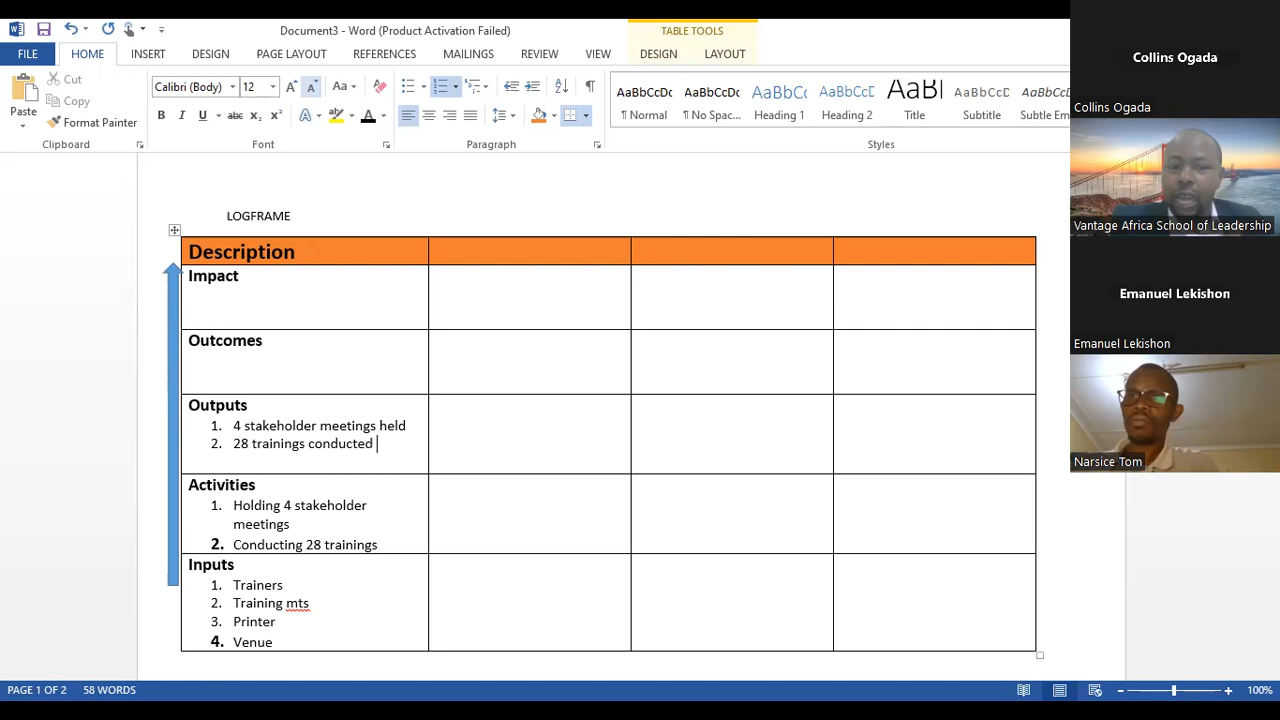 Document3 - Word (Product Activation Failed)
TABLE TOOLS
FILE HOME INSERT DESIGN PAGE LAYOUT REFERENCES MAILINGS REVIEW VIEW DESIGN LAYOUT
Paste
Cut
Copy
Format Painter
Clipboard
Calibri (Body) 12
Font
Paragraph
AaBbCcDc AaBbCcDc AaBbCc AaBbCcD AaBl AaBbCcD AaBbCcD
¶ Normal ¶ No Spac... Heading 1 Heading 2 Title Subtitle Subtle Em
Styles
LOGFRAME
Description
Impact
Outcomes
Outputs
1. 4 stakeholder meetings held
2. 28 trainings conducted
Activities
1. Holding 4 stakeholder
meetings
2. Conducting 28 trainings
Inputs
1. Trainers
2. Training mts
3. Printer
4. Venue
PAGE 1 OF 2 58 WORDS
100%
Collins Ogada
Collins Ogada
Vantage Africa School of Leadership
Emanuel Lekishon
Emanuel Lekishon
Narsice Tom